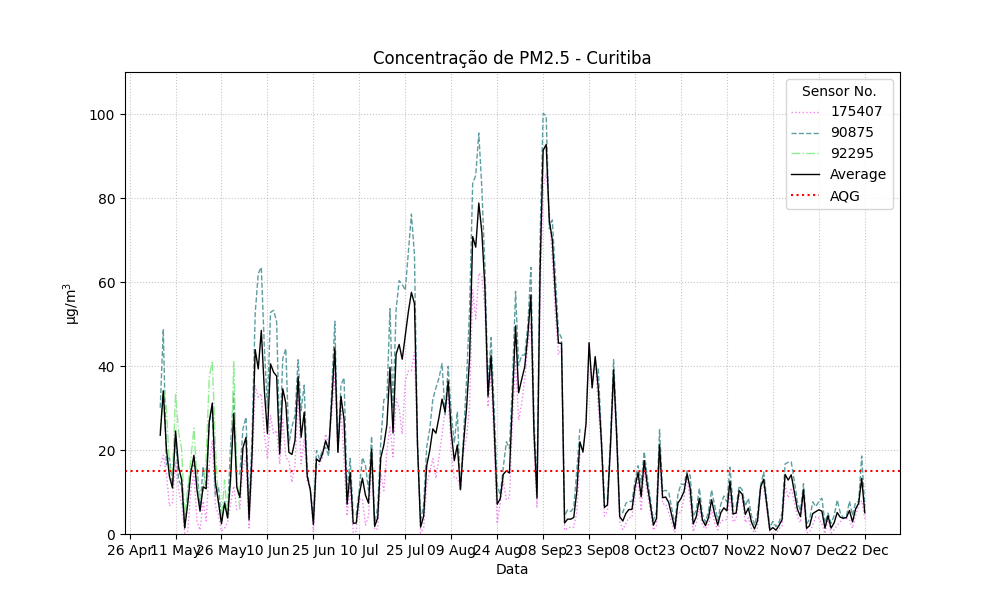 Concentração de PM2.5 - Curitiba
Sensor No.
175407
90875
92295
Average
AQG
100
80
60
40
20
0
µg/m³
26 Apr 11 May 26 May 10 Jun 25 Jun 10 Jul 25 Jul 09 Aug 24 Aug 08 Sep 23 Sep 08 Oct 23 Oct 07 Nov 22 Nov 07 Dec 22 Dec
Data